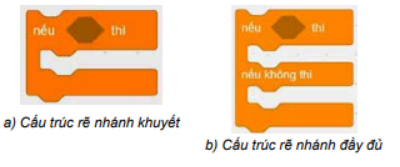 nếu thì
a) Cấu trúc rẽ nhánh khuyết
nếu thì
nếu không thì
b) Cấu trúc rẽ nhánh đầy đủ